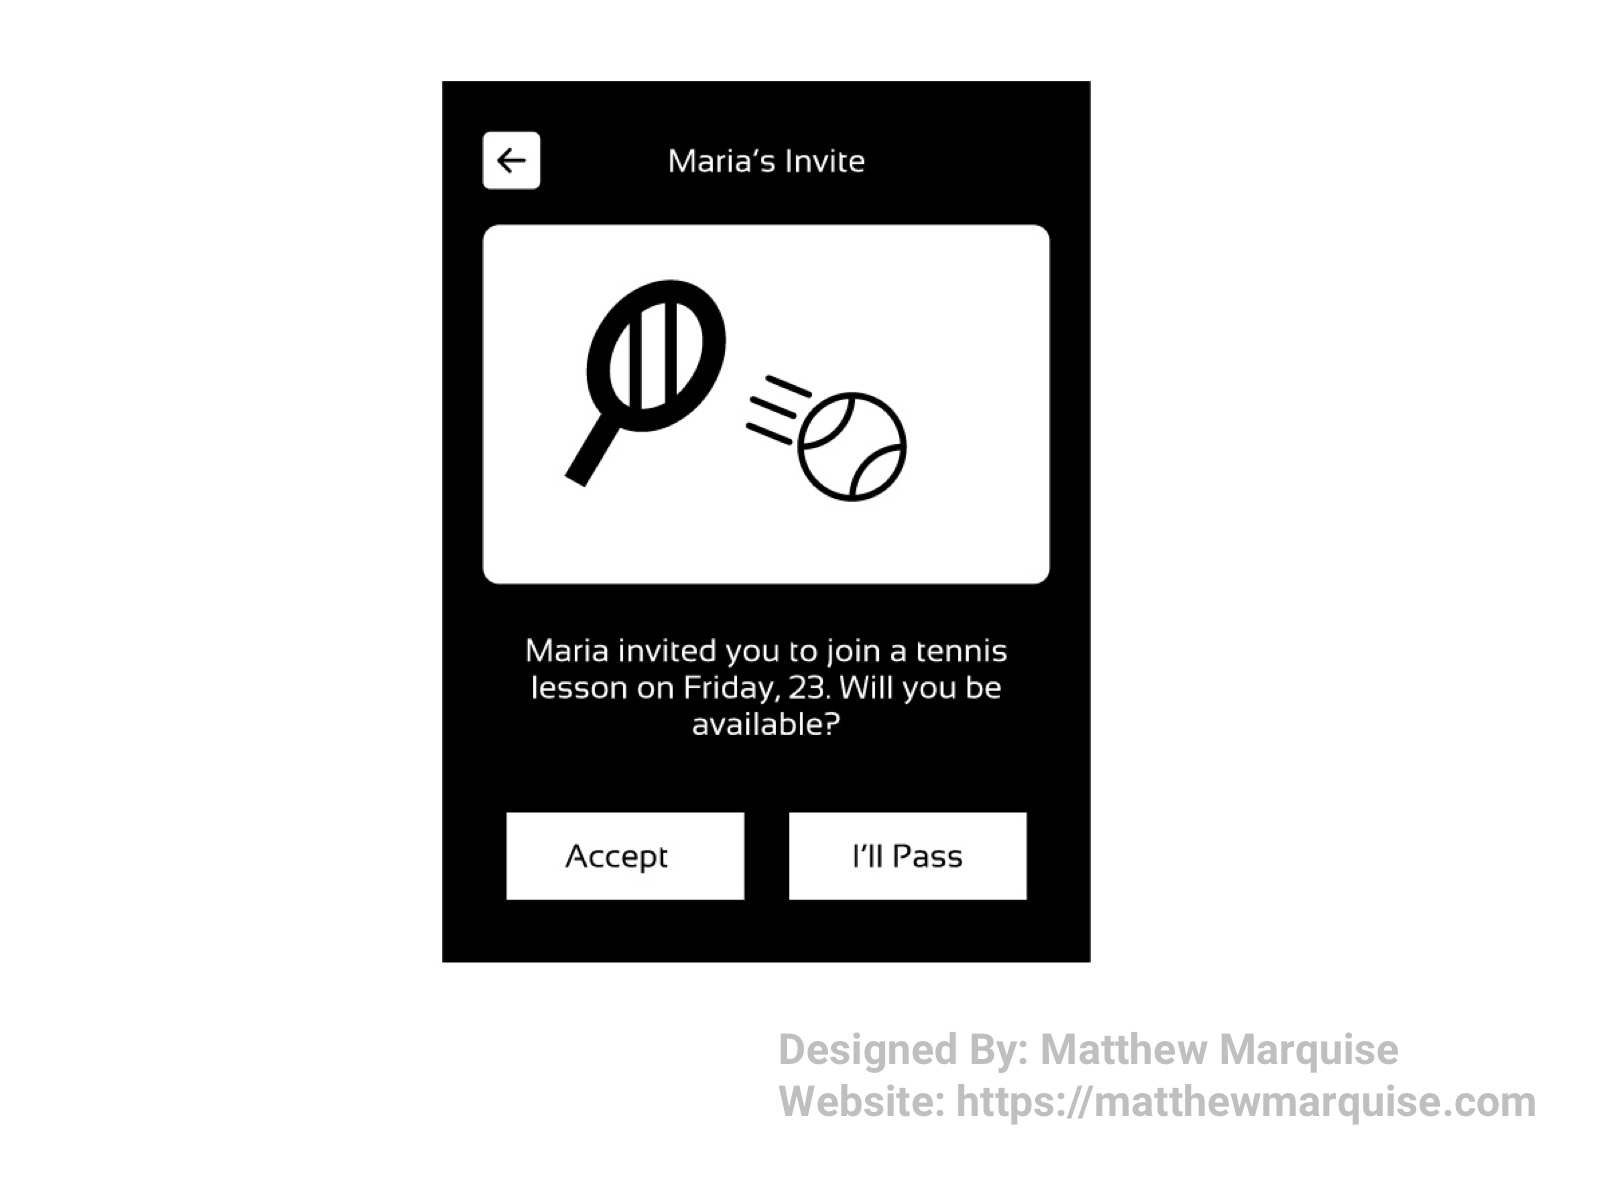 Maria’s Invite
Maria invited you to join a tennis
lesson on Friday, 23. Will you be
available?
Accept
I’ll Pass
Designed By: Matthew Marquise
Website: https://matthewmarquise.com